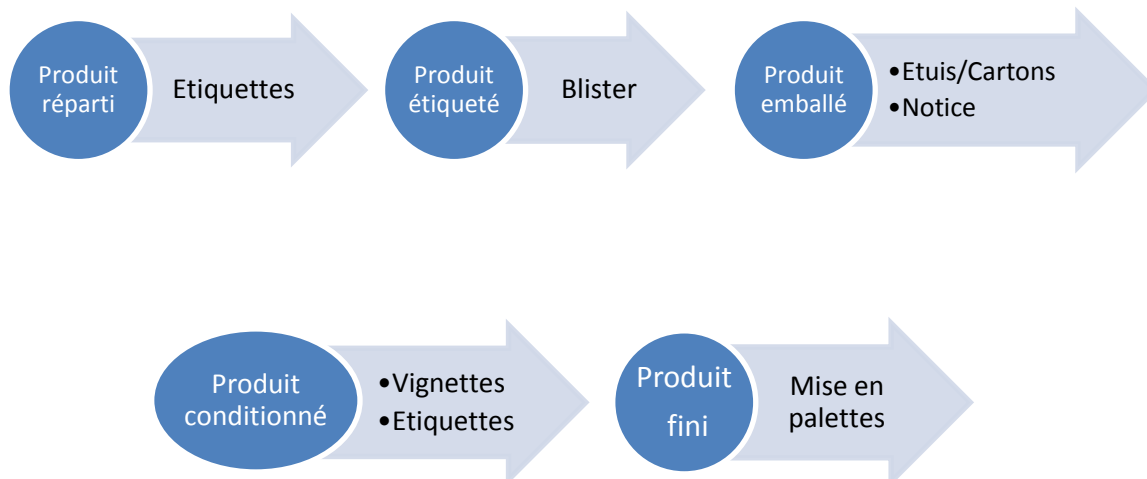 Produit
réparti
Etiquettes
Produit
étiqueté
Blister
Produit
emballé
•Etuis/Cartons
•Notice
Produit
conditionné
•Vignettes
•Etiquettes
Produit
fini
Mise en
palettes